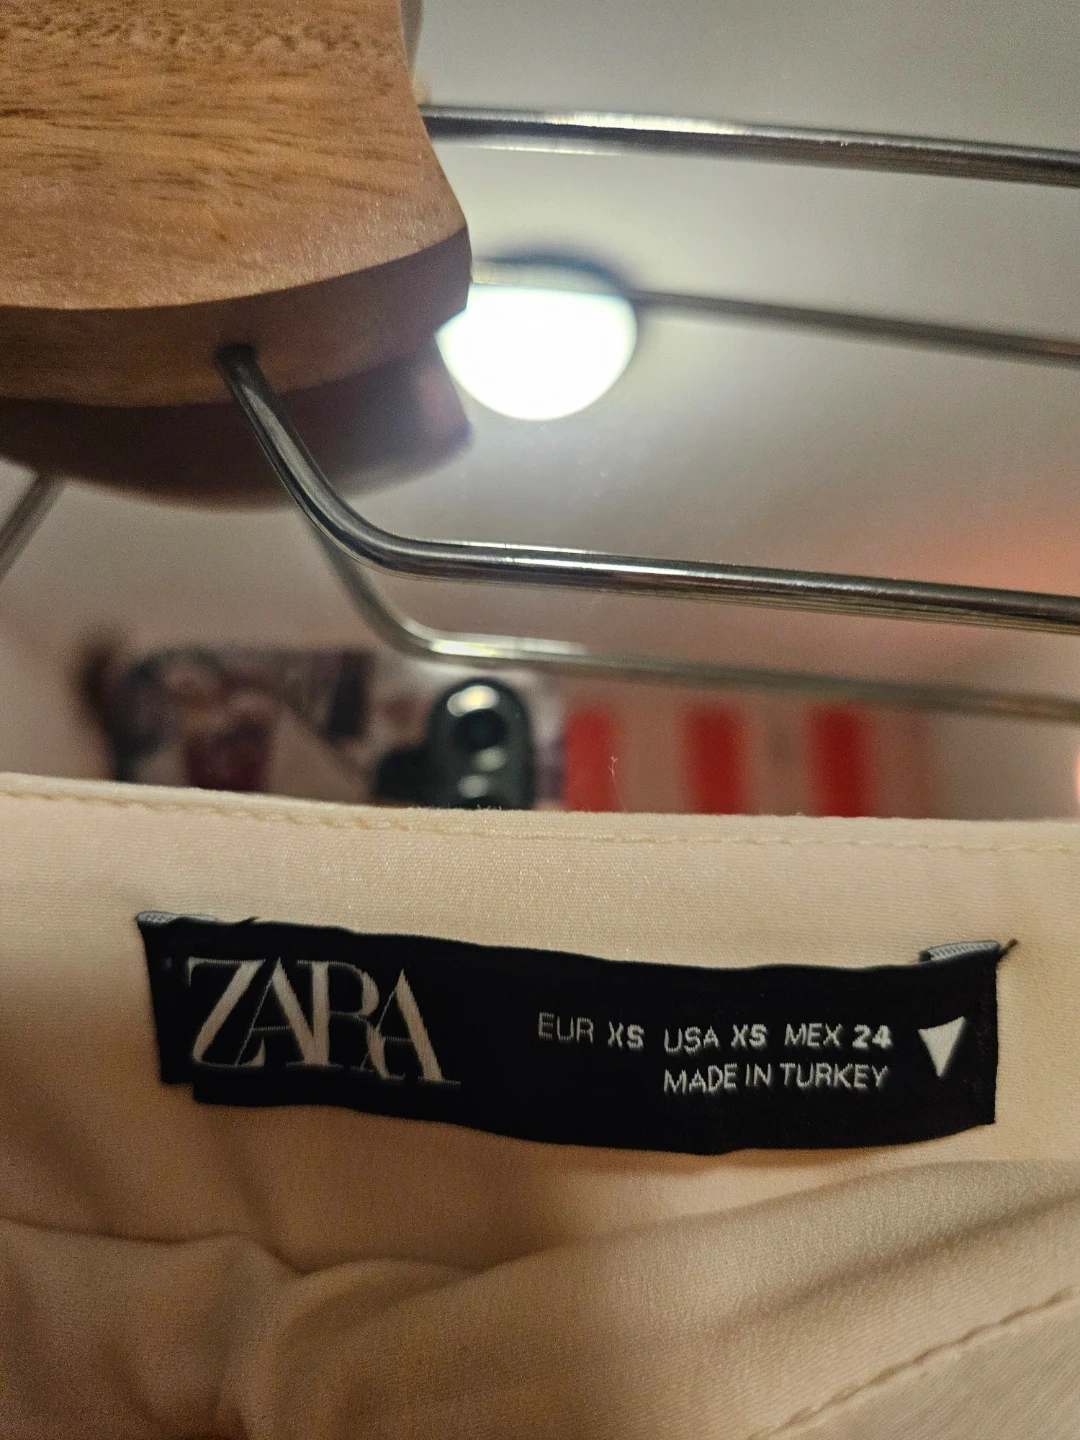 ZARA
EUR XS USA XS MEX 24
MADE IN TURKEY